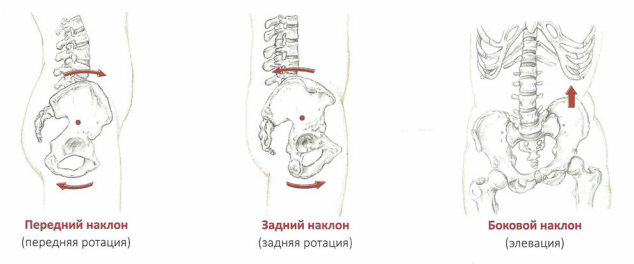 Передний наклон
(передняя ротация)
Задний наклон
(задняя ротация)
Боковой наклон
(элевация)